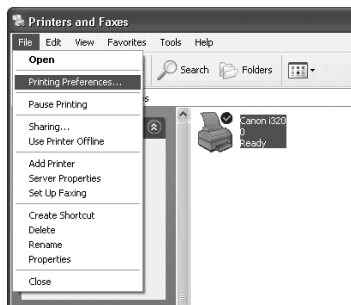 Printers and Faxes
File Edit View Favorites Tools Help
Open
Search Folders
Printing Preferences...
Pause Printing
Sharing...
Use Printer Offline
Add Printer
Server Properties
Set Up Faxing
Create Shortcut
Delete
Rename
Properties
Close
Canon i320
0
Ready